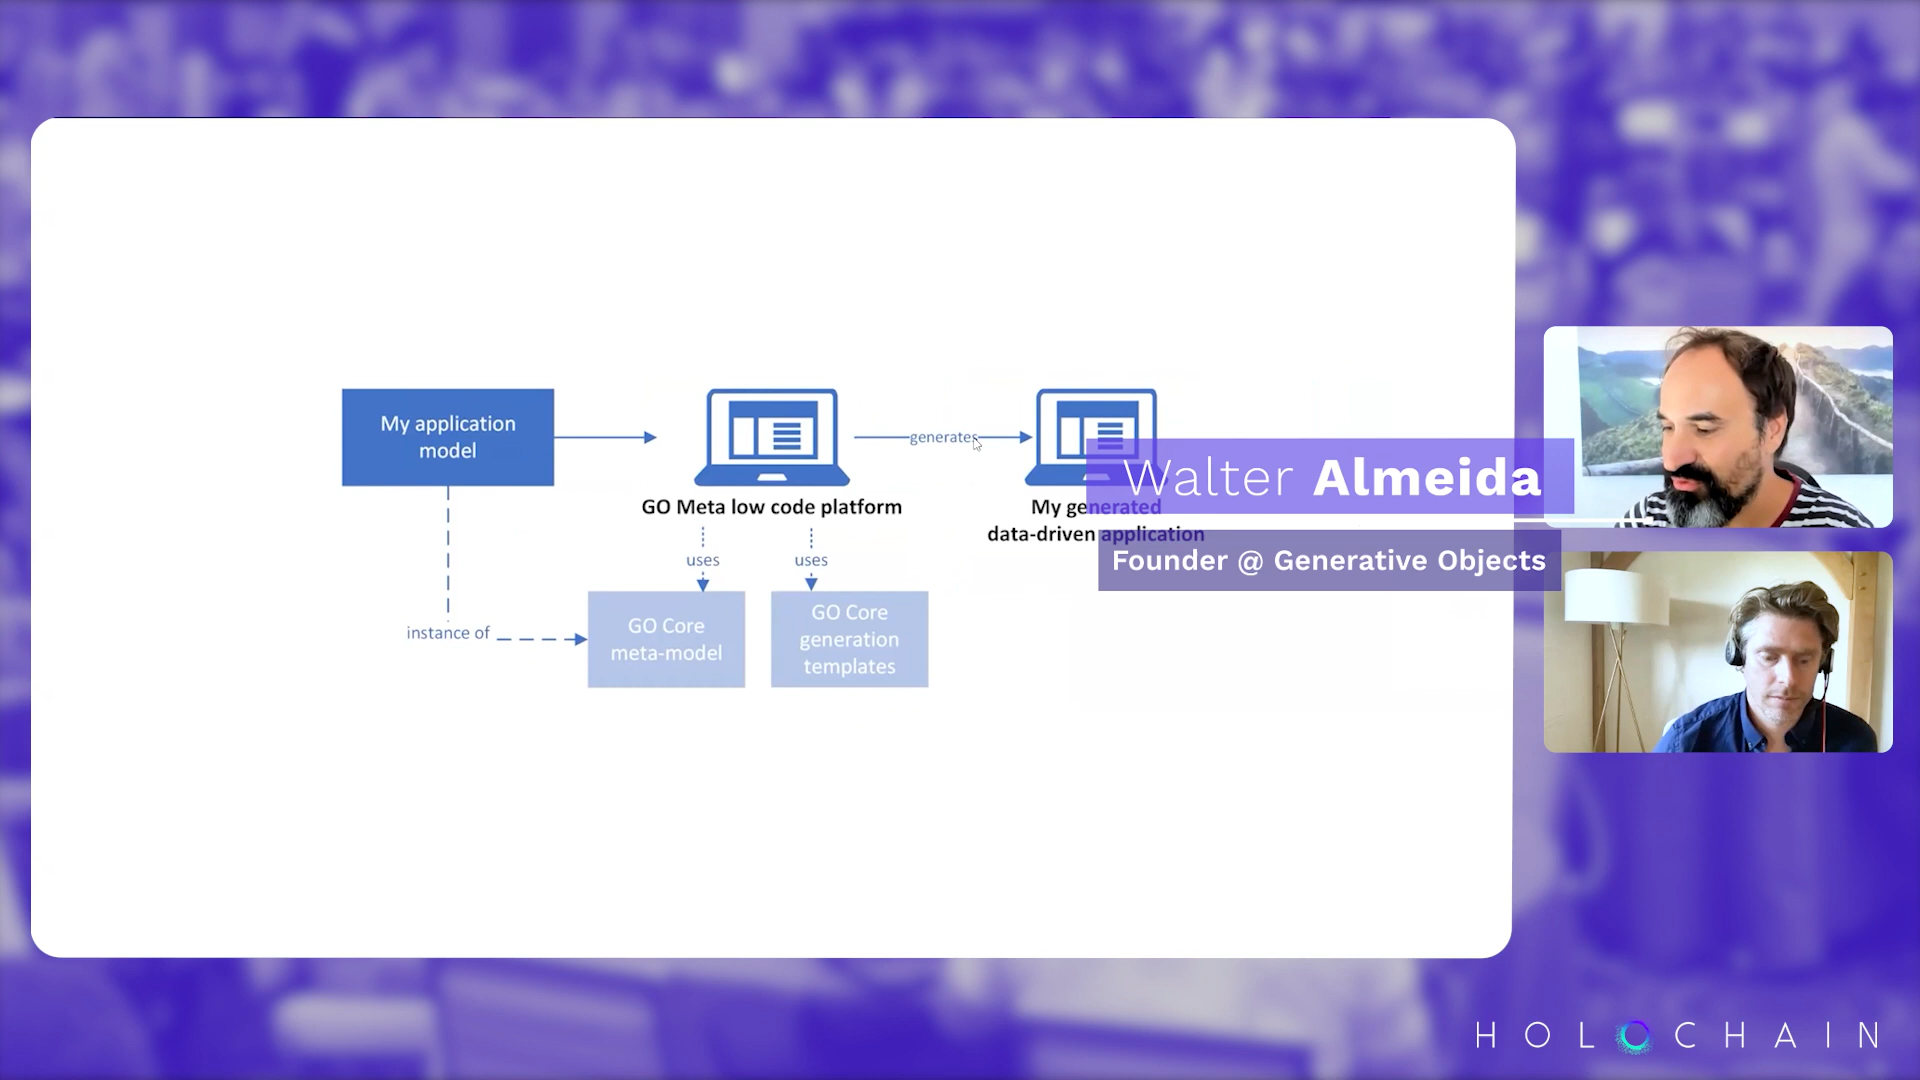 My application
model
generates
GO Meta low code platform
My generated
data-driven application
uses
uses
instance of
GO Core
meta-model
GO Core
generation
templates
Walter Almeida
Founder @ Generative Objects
HOLOCHAIN